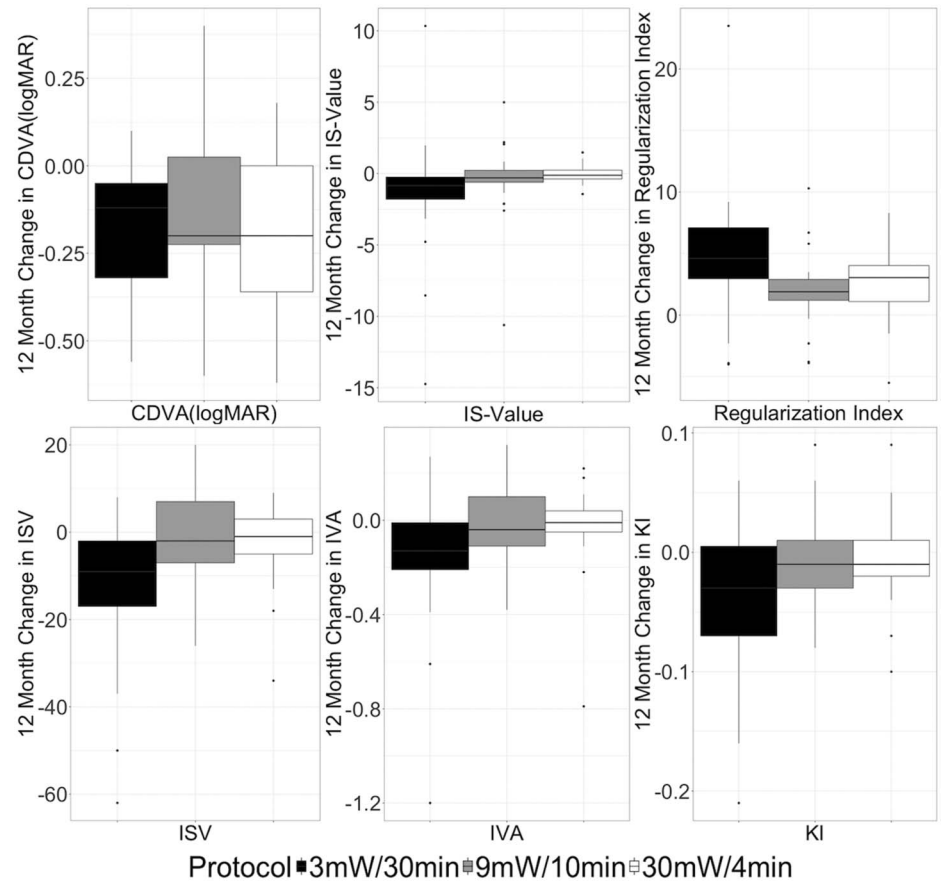 12 Month Change in CDVA(logMAR)
0.25
0.00
-0.25
-0.50
CDVA(logMAR)
12 Month Change in IS-Value
10
5
0
-5
-10
-15
IS-Value
12 Month Change in Regularization Index
20
10
0
Regularization Index
12 Month Change in ISV
20
0
-20
-40
-60
ISV
12 Month Change in IVA
0.0
-0.4
-0.8
-1.2
IVA
12 Month Change in KI
0.1
0.0
-0.1
-0.2
KI
Protocol 3mW/30min 9mW/10min 30mW/4min